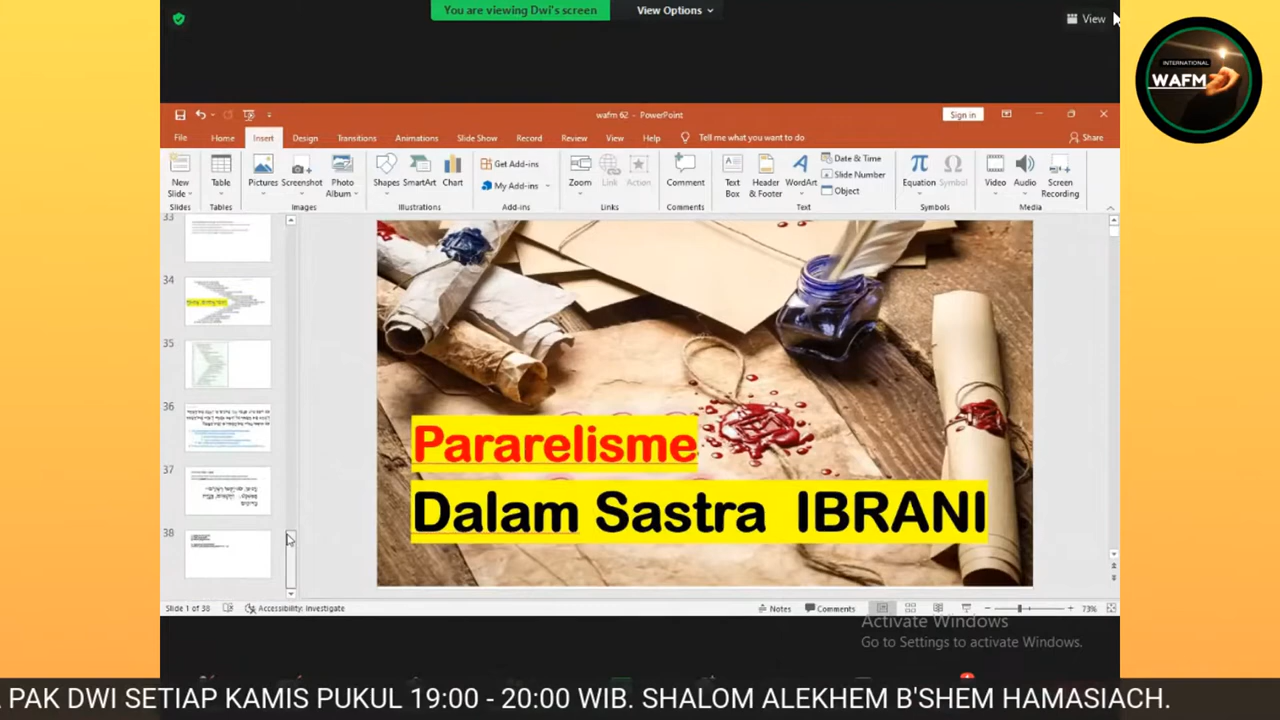 You are viewing Dwi's screen
View Options
View
INTERNATIONAL
WAFM
wafm 62 - PowerPoint
Sign in
File Home Insert Design Transitions Animations Slide Show Record Review View Help Tell me what you want to do Share
New Slide
Table
Pictures
Screenshot
Photo Album
Shapes
SmartArt
Chart
Get Add-ins
My Add-ins
Zoom
Link
Action
Comment
Text Box
Header & Footer
WordArt
Date & Time
Slide Number
Object
Equation
Symbol
Video
Audio
Screen Recording
Slides Tables Images Illustrations Add-ins Links Comments Text Symbols Media
33
34
35
36
37
38
Pararelisme
Dalam Sastra IBRANI
Slide 1 of 38 Accessibility: Investigate Notes Comments 73%
Activate Windows
Go to Settings to activate Windows.
PAK DWI SETIAP KAMIS PUKUL 19:00 - 20:00 WIB. SHALOM ALEKHEM B'SHEM HAMASIACH.